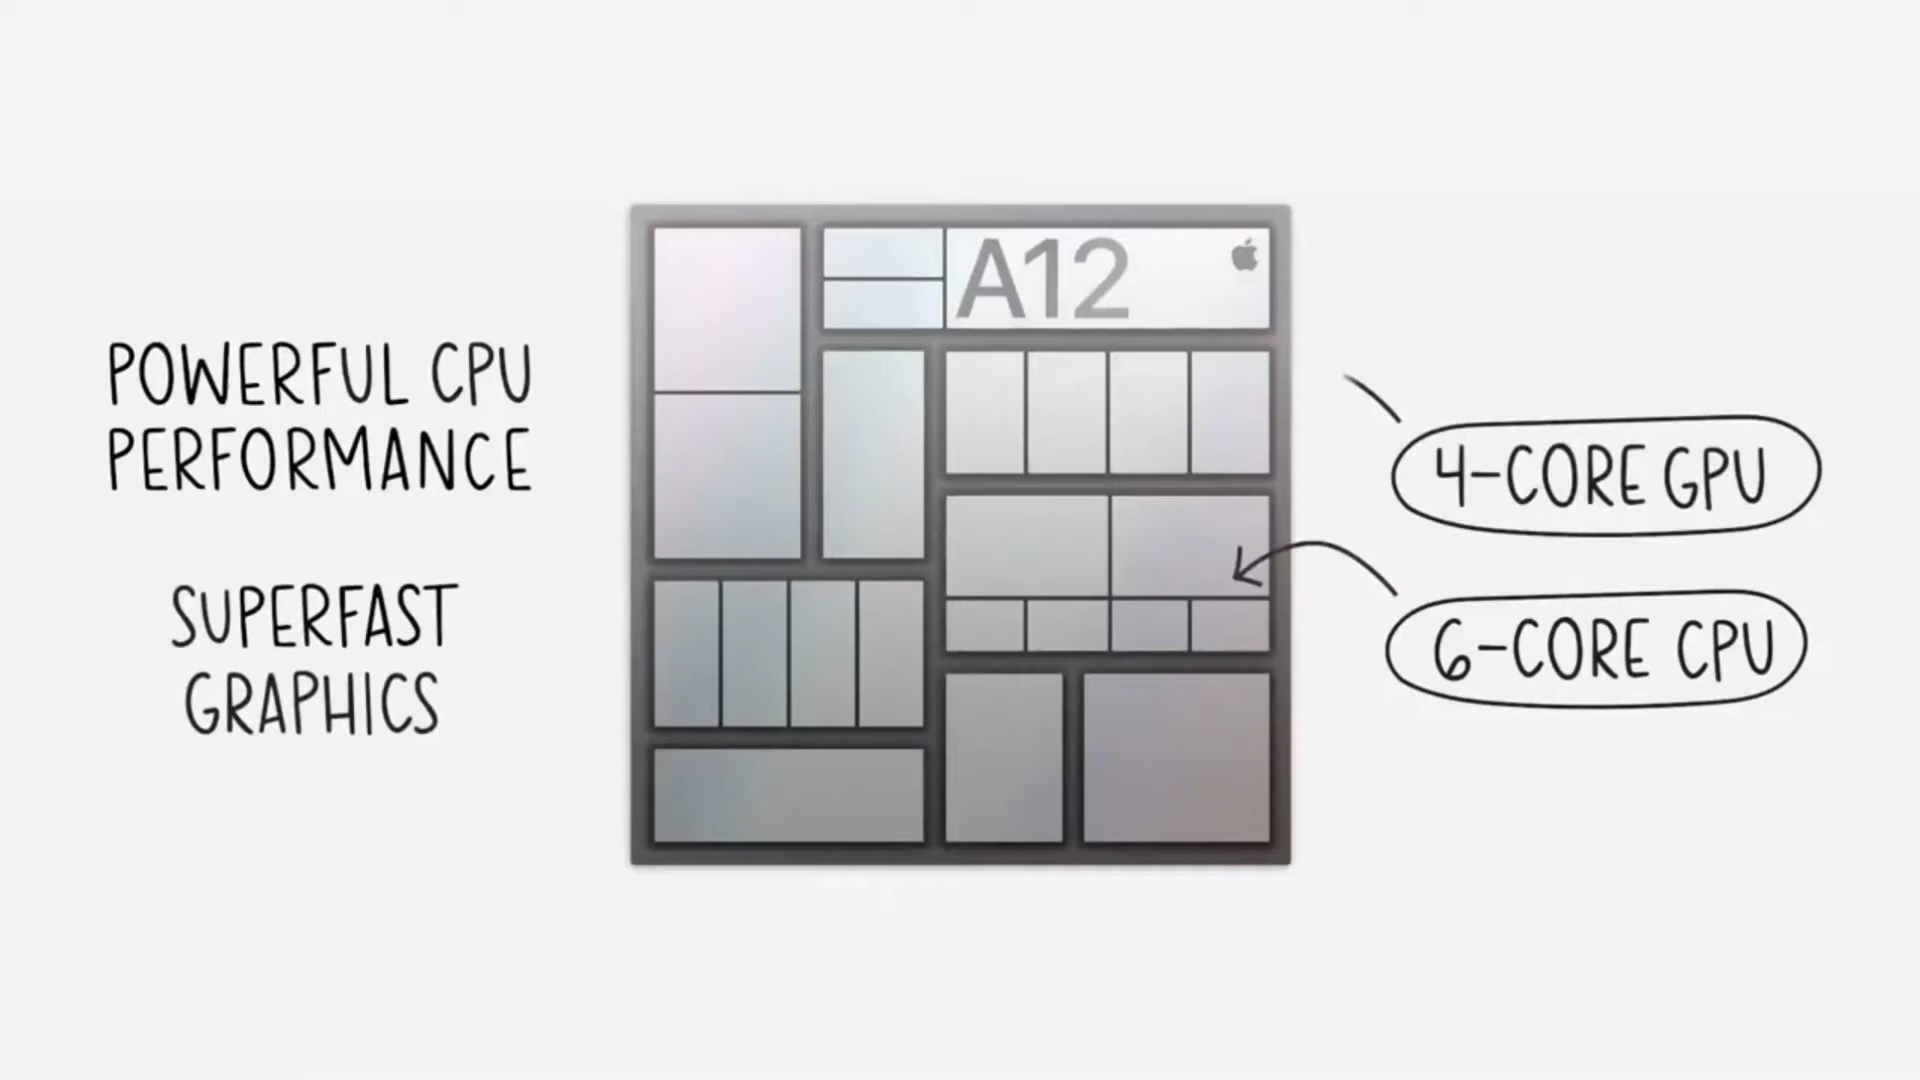 POWERFUL CPU
PERFORMANCE
SUPERFAST
GRAPHICS
A12
4-CORE GPU
6-CORE CPU